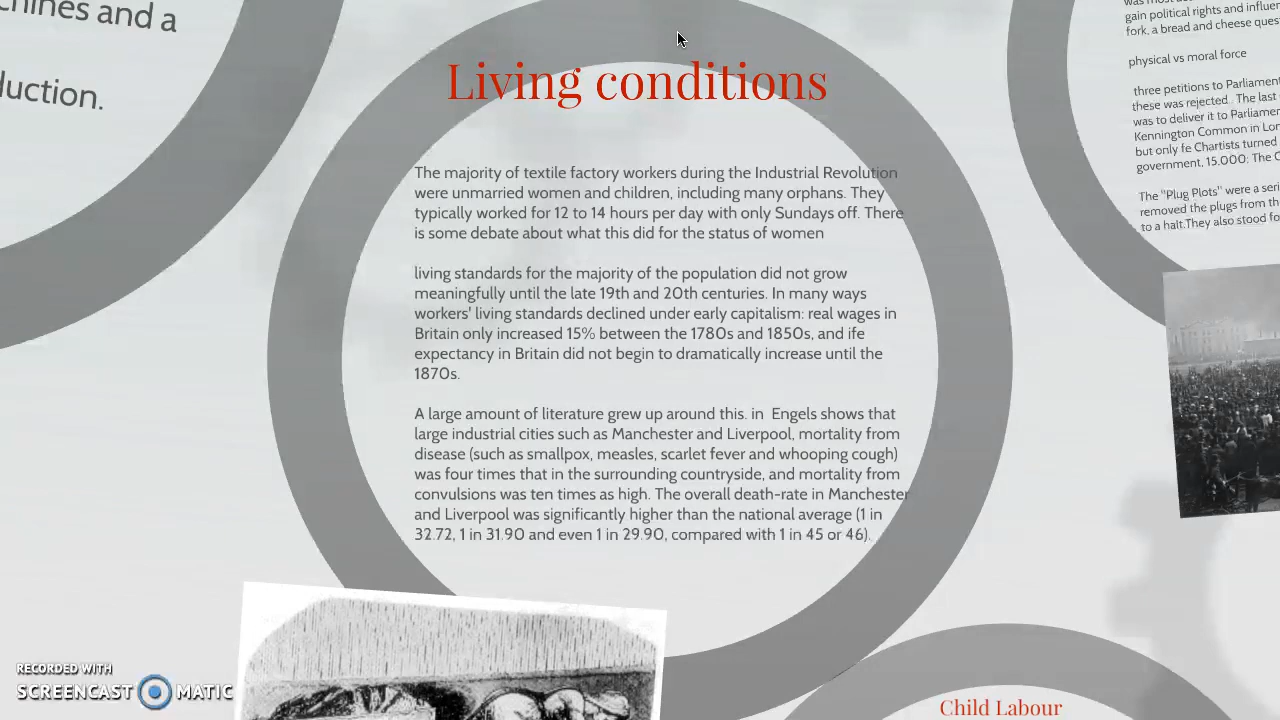 chines and a
duction.
Living conditions
The majority of textile factory workers during the Industrial Revolution
were unmarried women and children, including many orphans. They
typically worked for 12 to 14 hours per day with only Sundays off. There
is some debate about what this did for the status of women
living standards for the majority of the population did not grow
meaningfully until the late 19th and 20th centuries. In many ways
workers' living standards declined under early capitalism: real wages in
Britain only increased 15% between the 1780s and 1850s, and ife
expectancy in Britain did not begin to dramatically increase until the
1870s.
A large amount of literature grew up around this. in  Engels shows that
large industrial cities such as Manchester and Liverpool, mortality from
disease (such as smallpox, measles, scarlet fever and whooping cough)
was four times that in the surrounding countryside, and mortality from
convulsions was ten times as high. The overall death-rate in Manchester
and Liverpool was significantly higher than the national average (1 in
32.72, 1 in 31.90 and even 1 in 29.90, compared with 1 in 45 or 46).
was most
gain political rights and influen
fork, a bread and cheese ques
physical vs moral force
three petitions to Parliament
these was rejected. The last
was to deliver it to Parliamen
Kennington Common in Lon
but only fe Chartists turned
government, 15,000: The C
The "Plug Plots" were a seri
removed the plugs from th
to a halt.They also stood fo
Child Labour
RECORDED WITH
SCREENCAST MATIC